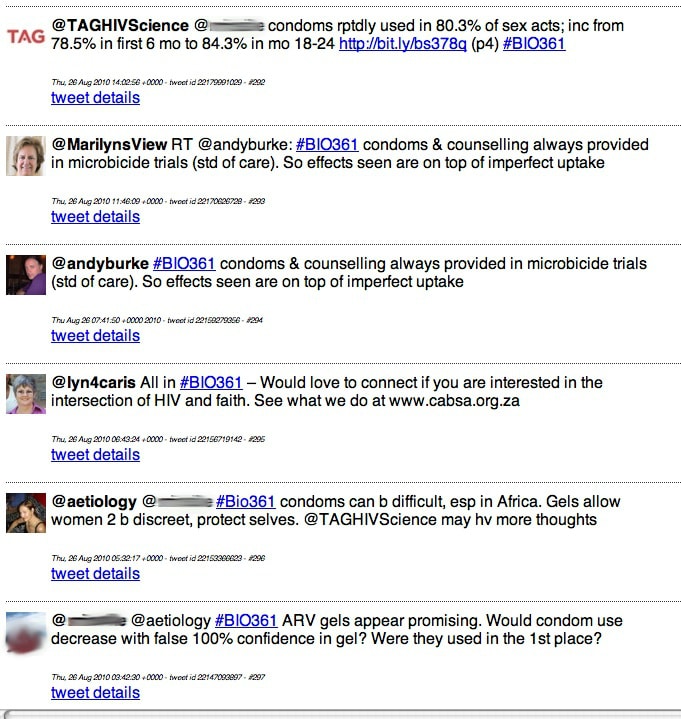 TAG
@TAGHIVScience @ condoms rptdly used in 80.3% of sex acts; inc from
78.5% in first 6 mo to 84.3% in mo 18-24 http://bit.ly/bs378q (p4) #BIO361
Thu, 26 Aug 2010 14:02:56 +0000 - tweet id 22179991029 - #292
tweet details
@MarilynsView RT @andyburke: #BIO361 condoms & counselling always provided
in microbicide trials (std of care). So effects seen are on top of imperfect uptake
Thu, 26 Aug 2010 11:46:09 +0000 - tweet id 22170626728 - #293
tweet details
@andyburke #BIO361 condoms & counselling always provided in microbicide trials
(std of care). So effects seen are on top of imperfect uptake
Thu Aug 26 07:41:50 +0000 2010 - tweet id 22159279356 - #294
tweet details
@lyn4caris All in #BIO361 – Would love to connect if you are interested in the
intersection of HIV and faith. See what we do at www.cabsa.org.za
Thu, 26 Aug 2010 06:43:24 +0000 - tweet id 22156719142 - #295
tweet details
@aetiology @ #Bio361 condoms can b difficult, esp in Africa. Gels allow
women 2 b discreet, protect selves. @TAGHIVScience may hv more thoughts
Thu, 26 Aug 2010 05:32:17 +0000 - tweet id 22153366623 - #296
tweet details
@ @aetiology #BIO361 ARV gels appear promising. Would condom use
decrease with false 100% confidence in gel? Were they used in the 1st place?
Thu, 26 Aug 2010 03:42:30 +0000 - tweet id 22147093897 - #297
tweet details